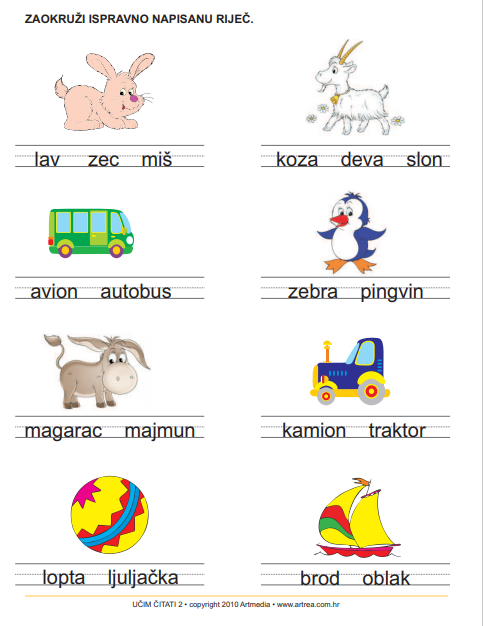 ZAOKRUŽI ISPRAVNO NAPISANU RIJEČ.
lav zec miš
koza deva slon
avion autobus
zebra pingvin
magarac majmun
kamion traktor
lopta ljuljačka
brod oblak
UČIM ČITATI 2 • copyright 2010 Artmedia • www.artrea.com.hr